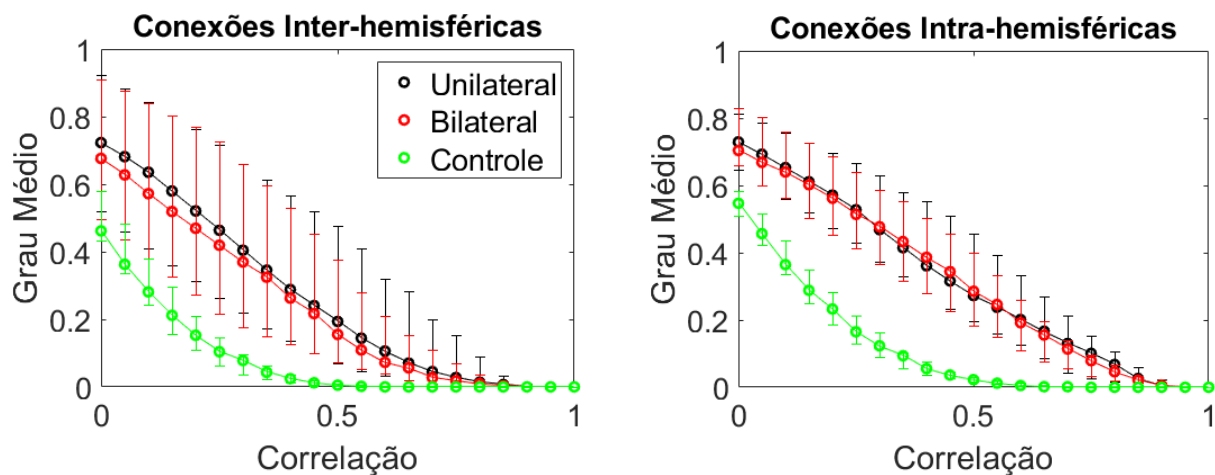 Conexões Inter-hemisféricas
Grau Médio
1
0.8
0.6
0.4
0.2
0
0
0.5
1
Correlação
Unilateral
Bilateral
Controle
Conexões Intra-hemisféricas
Grau Médio
1
0.8
0.6
0.4
0.2
0
0
0.5
1
Correlação